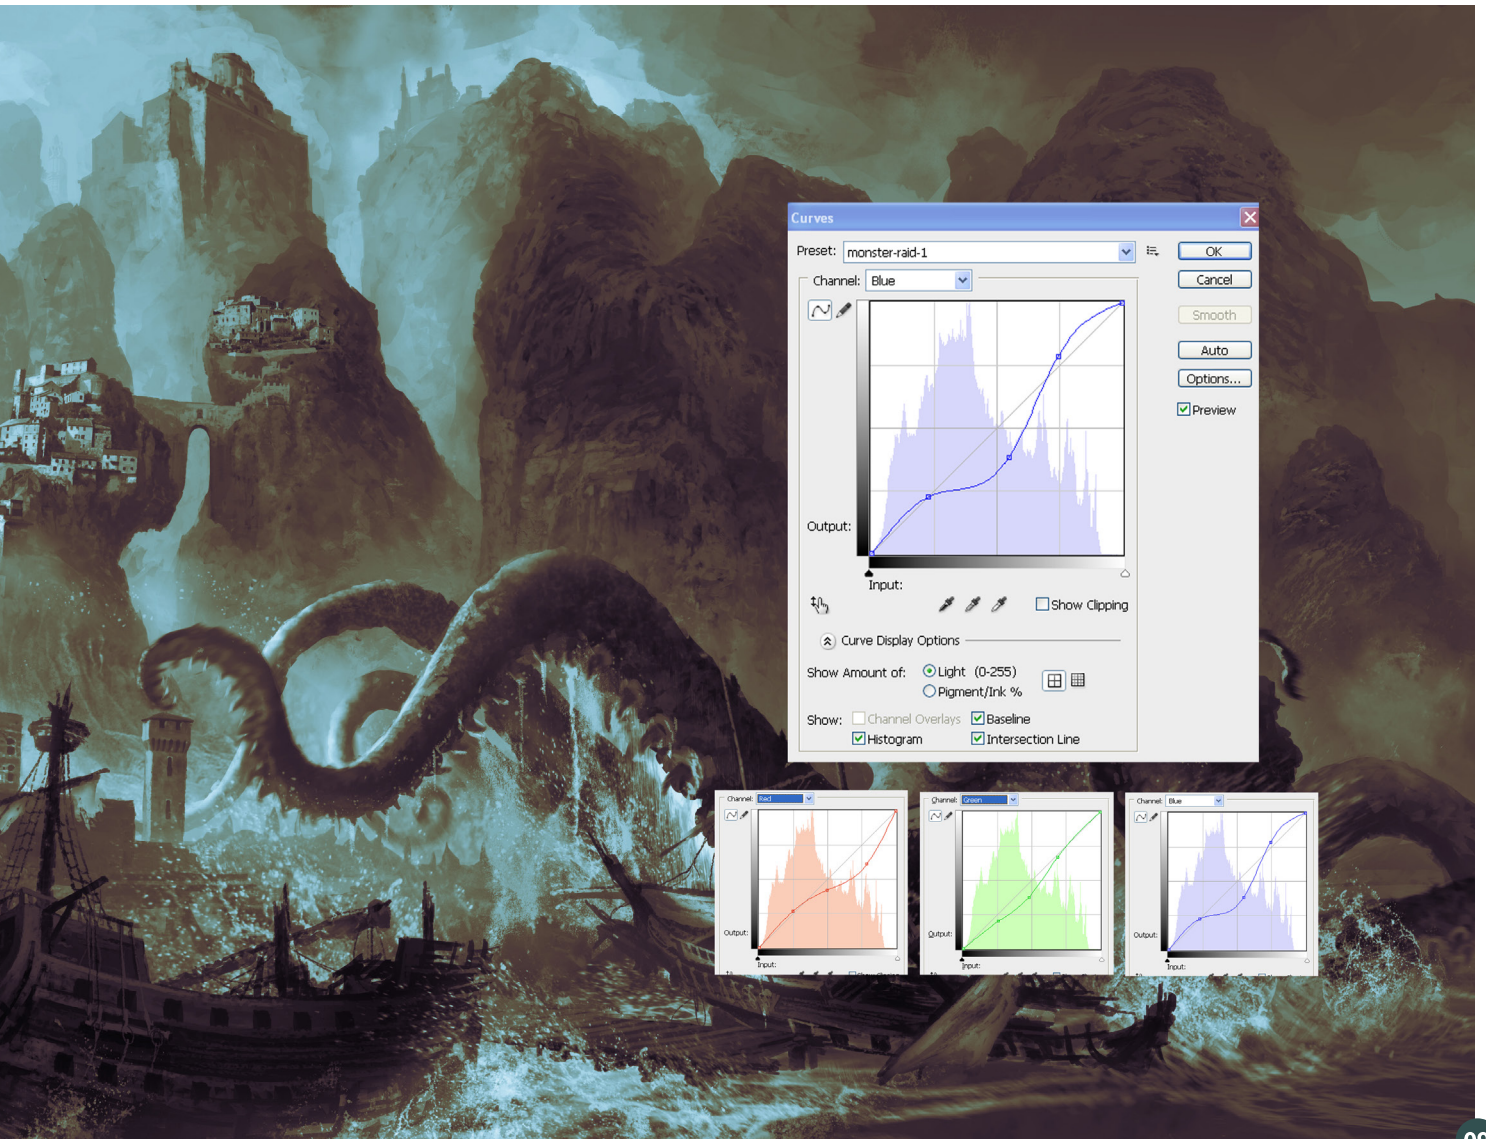 Curves
Preset: monster-raid-1
OK
Channel: Blue
Cancel
Smooth
Auto
Options...
Preview
Output:
Input:
Show Clipping
Curve Display Options
Show Amount of: Light (0-255)
Pigment/Ink %
Show: Channel Overlays Baseline
Histogram Intersection Line
Channel: Red
Output:
Input:
Channel: Green
Output:
Input:
Channel: Blue
Output:
Input: